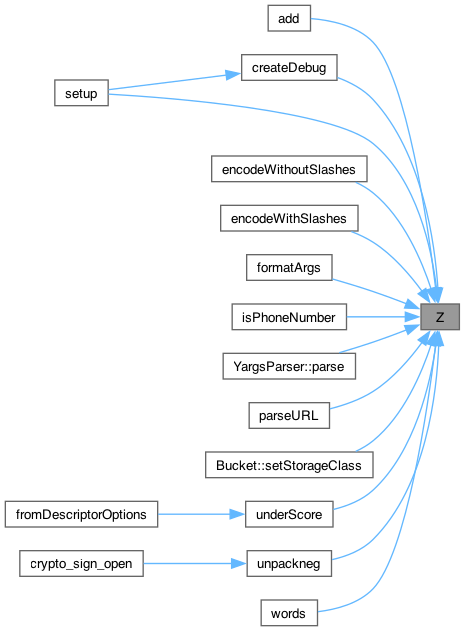 add
createDebug
setup
encodeWithoutSlashes
encodeWithSlashes
formatArgs
isPhoneNumber
Z
YargsParser::parse
parseURL
Bucket::setStorageClass
fromDescriptorOptions
underScore
crypto_sign_open
unpackneg
words